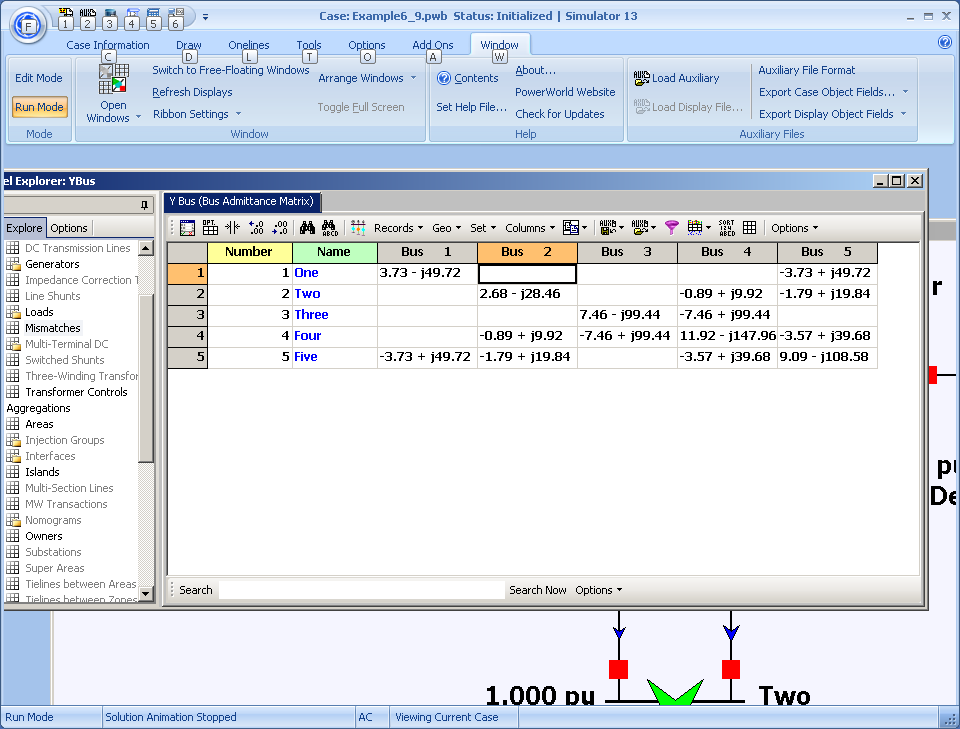 Case: Example6_9.pwb Status: Initialized | Simulator 13
1 2 3 4 5 6
Case Information Draw Onelines Tools Options Add Ons Window
C D L T O A W
Edit Mode
Run Mode
Mode
Open Windows
Switch to Free-Floating Windows
Refresh Displays
Ribbon Settings
Arrange Windows
Toggle Full Screen
Window
Contents
Set Help File...
About...
PowerWorld Website
Check for Updates
Help
Load Auxiliary
Load Display File...
Auxiliary File Format
Export Case Object Fields...
Export Display Object Fields
Auxiliary Files
el Explorer: YBus
Explore Options
DC Transmission Lines
Generators
Impedance Correction T
Line Shunts
Loads
Mismatches
Multi-Terminal DC
Switched Shunts
Three-Winding Transfor
Transformer Controls
Aggregations
Areas
Injection Groups
Interfaces
Islands
Multi-Section Lines
MW Transactions
Nomograms
Owners
Substations
Super Areas
Tielines between Areas
Tielines between Zones
Y Bus (Bus Admittance Matrix)
Records Geo Set Columns Options
Number Name Bus 1 Bus 2 Bus 3 Bus 4 Bus 5
1 1 One 3.73 - j49.72 -3.73 + j49.72
2 2 Two 2.68 - j28.46 -0.89 + j9.92 -1.79 + j19.84
3 3 Three 7.46 - j99.44 -7.46 + j99.44
4 4 Four -0.89 + j9.92 -7.46 + j99.44 11.92 - j147.96 -3.57 + j39.68
5 5 Five -3.73 + j49.72 -1.79 + j19.84 -3.57 + j39.68 9.09 - j108.58
Search Search Now Options
r
pu
De
1.000 pu Two
Run Mode Solution Animation Stopped AC Viewing Current Case